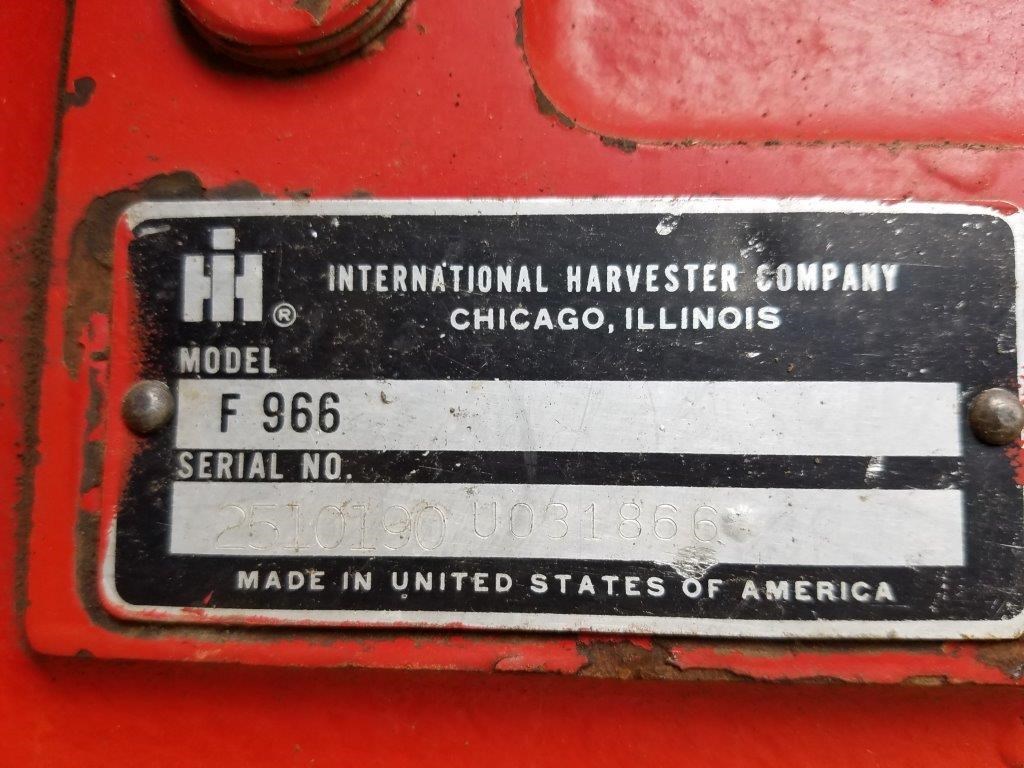 IH ®
INTERNATIONAL HARVESTER COMPANY
CHICAGO, ILLINOIS
MODEL
F 966
SERIAL NO.
2510190 U031866
MADE IN UNITED STATES OF AMERICA